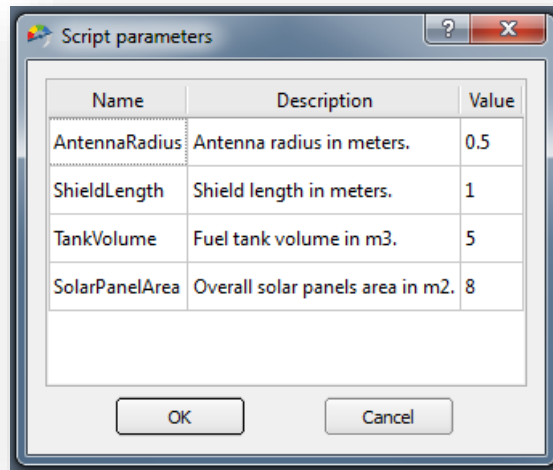 Script parameters
Name Description Value
AntennaRadius Antenna radius in meters. 0.5
ShieldLength Shield length in meters. 1
TankVolume Fuel tank volume in m3. 5
SolarPanelArea Overall solar panels area in m2. 8
OK Cancel